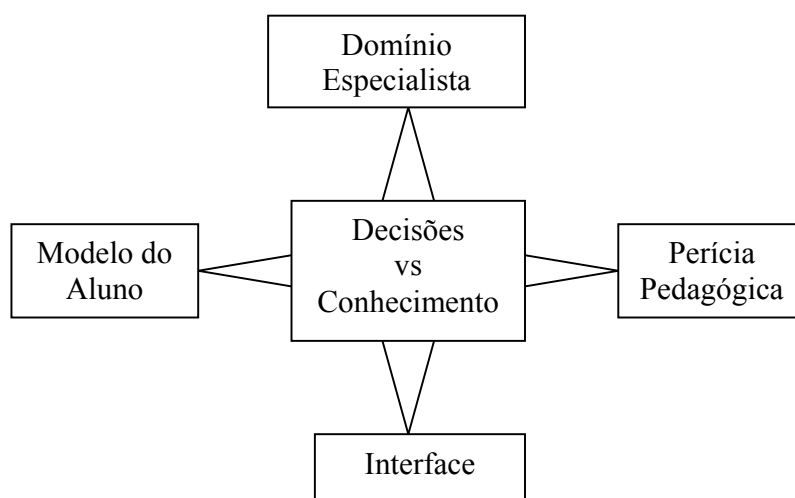 Domínio
Especialista
Modelo do
Aluno
Decisões
vs
Conhecimento
Perícia
Pedagógica
Interface